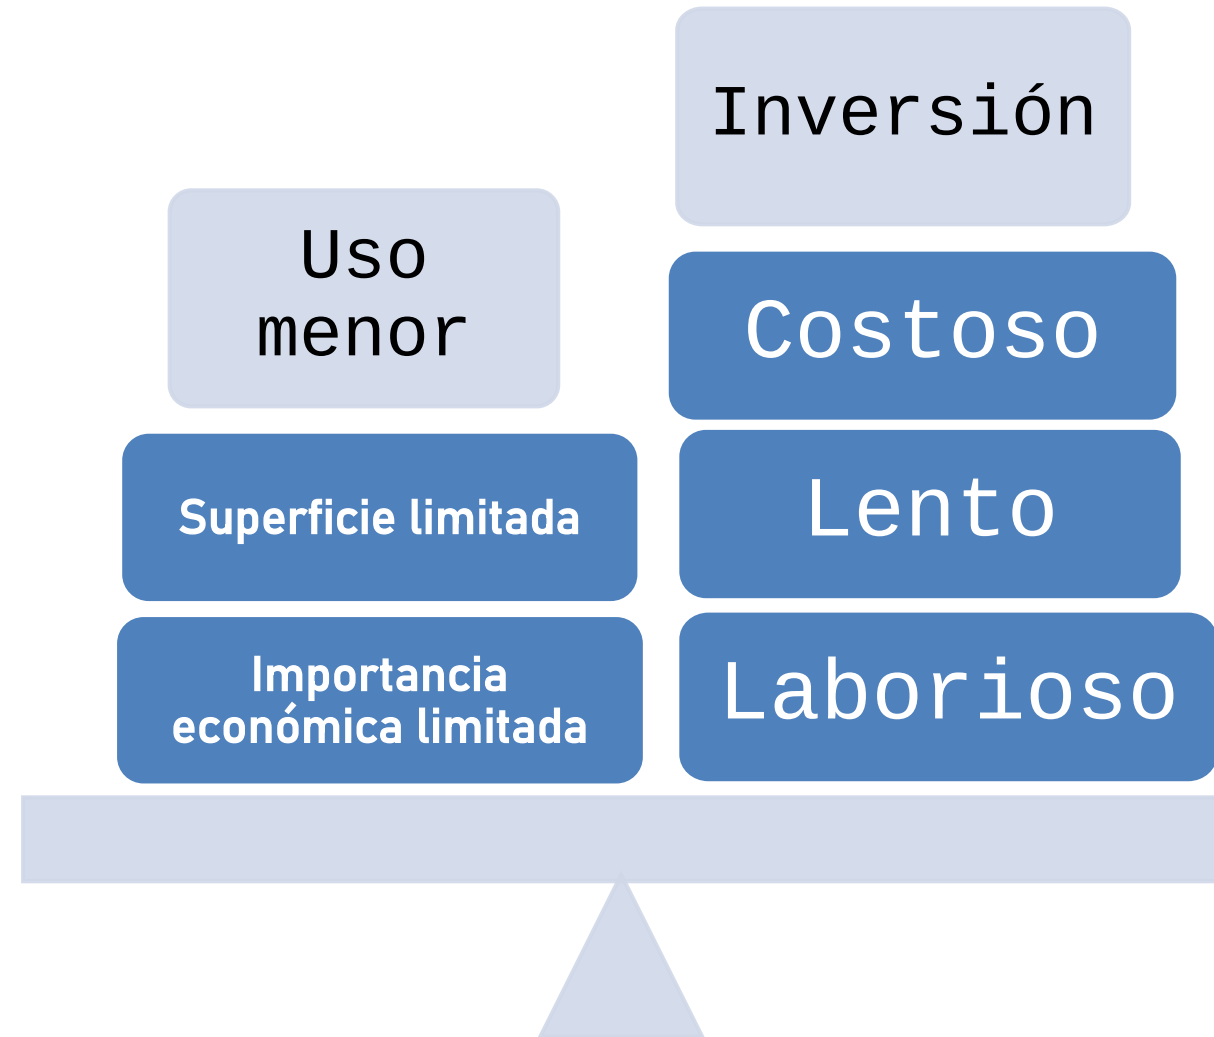 Uso
menor
Superficie limitada
Importancia
económica limitada
Inversión
Costoso
Lento
Laborioso